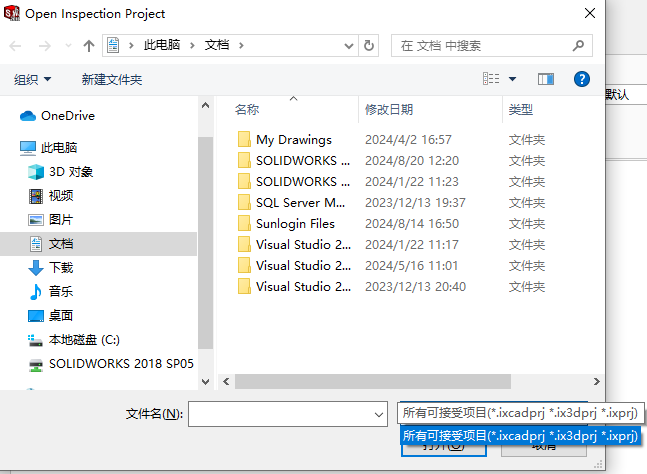 Open Inspection Project
此电脑 > 文档 >
在 文档 中搜索
组织 新建文件夹
OneDrive
此电脑
3D 对象
视频
图片
文档
下载
音乐
桌面
本地磁盘 (C:)
SOLIDWORKS 2018 SP05
名称 修改日期 类型
My Drawings 2024/4/2 16:57 文件夹
SOLIDWORKS ... 2024/8/20 12:20 文件夹
SOLIDWORKS ... 2024/1/22 11:23 文件夹
SQL Server M... 2023/12/13 19:37 文件夹
Sunlogin Files 2024/8/14 16:50 文件夹
Visual Studio 2... 2024/1/22 11:17 文件夹
Visual Studio 2... 2024/5/16 11:01 文件夹
Visual Studio 2... 2023/12/13 20:40 文件夹
默认
文件名(N):
所有可接受项目(*.ixcadprj *.ix3dprj *.ixprj)
所有可接受项目(*.ixcadprj *.ix3dprj *.ixprj)